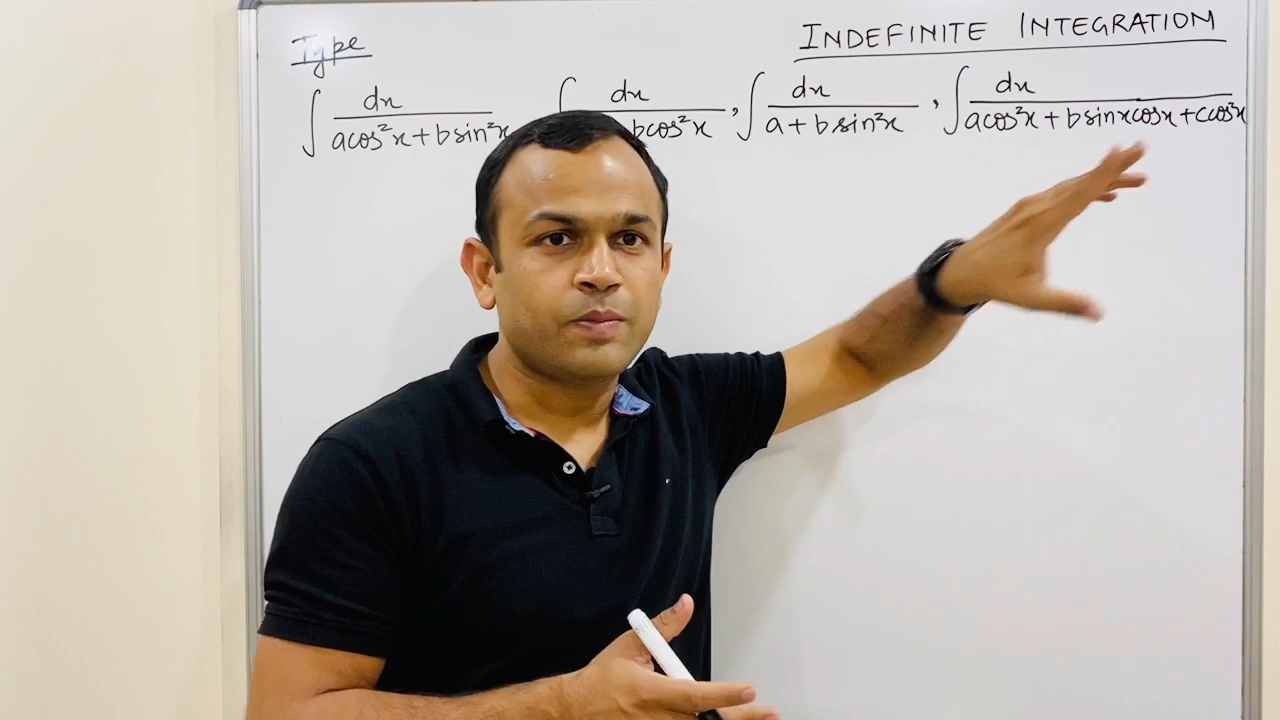 Type
INDEFINITE INTEGRATION
∫ dx / (acos²x + bsin²x) ∫ dx / (bcos²x) , ∫ dx / (a + bsin²x) , ∫ dx / (acos²x + bsinxcosx + ccos²x)